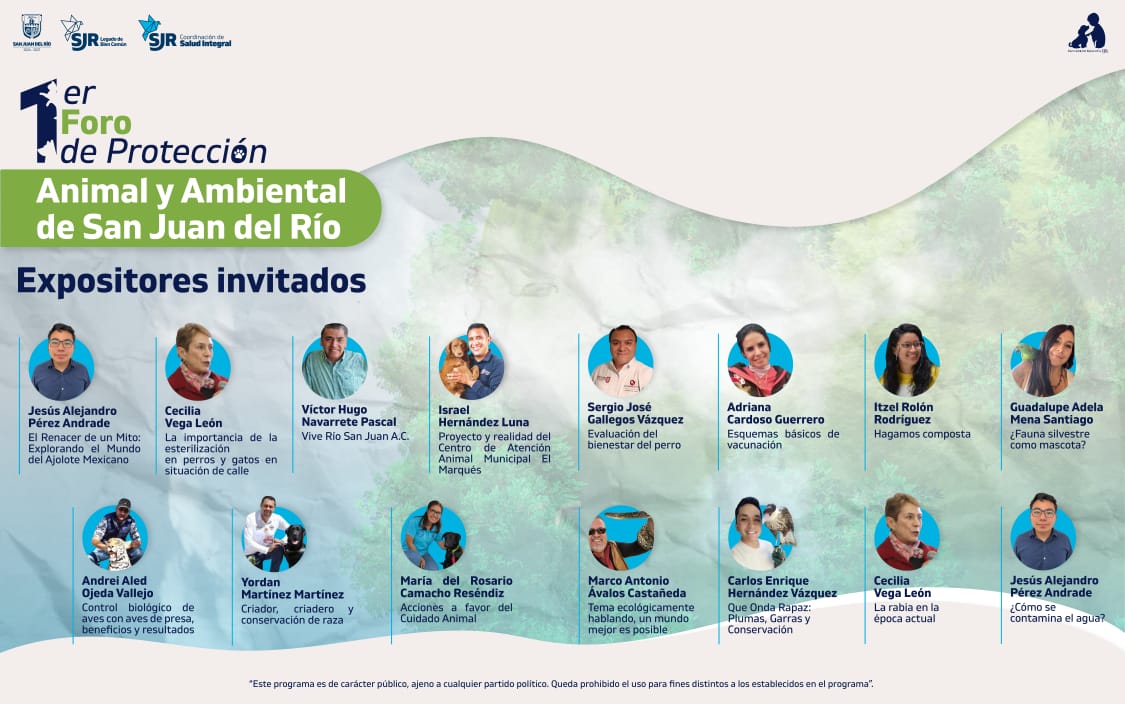 SAN JUAN DEL RÍO
SJR Legado de
Bien Común
SJR Coordinación de
Salud Integral
1er
Foro
de Protección
Animal y Ambiental
de San Juan del Río
Expositores invitados
Jesús Alejandro
Pérez Andrade
El Renacer de un Mito:
Explorando el Mundo
del Ajolote Mexicano
Cecilia
Vega León
La importancia de la
esterilización
en perros y gatos en
situación de calle
Víctor Hugo
Navarrete Pascal
Vive Río San Juan A.C.
Israel
Hernández Luna
Proyecto y realidad del
Centro de Atención
Animal Municipal El
Marqués
Sergio José
Gallegos Vázquez
Evaluación del
bienestar del perro
Adriana
Cardoso Guerrero
Esquemas básicos de
vacunación
Itzel Rolón
Rodríguez
Hagamos composta
Guadalupe Adela
Mena Santiago
¿Fauna silvestre
como mascota?
Andrei Aled
Ojeda Vallejo
Control biológico de
aves con aves de presa,
beneficios y resultados
Yordan
Martínez Martínez
Criador, criadero y
conservación de raza
María del Rosario
Camacho Reséndiz
Acciones a favor del
Cuidado Animal
Marco Antonio
Ávalos Castañeda
Tema ecológicamente
hablando, un mundo
mejor es posible
Carlos Enrique
Hernández Vázquez
Que Onda Rapaz:
Plumas, Garras y
Conservación
Cecilia
Vega León
La rabia en la
época actual
Jesús Alejandro
Pérez Andrade
¿Cómo se
contamina el agua?
“Este programa es de carácter público, ajeno a cualquier partido político. Queda prohibido el uso para fines distintos a los establecidos en el programa”.